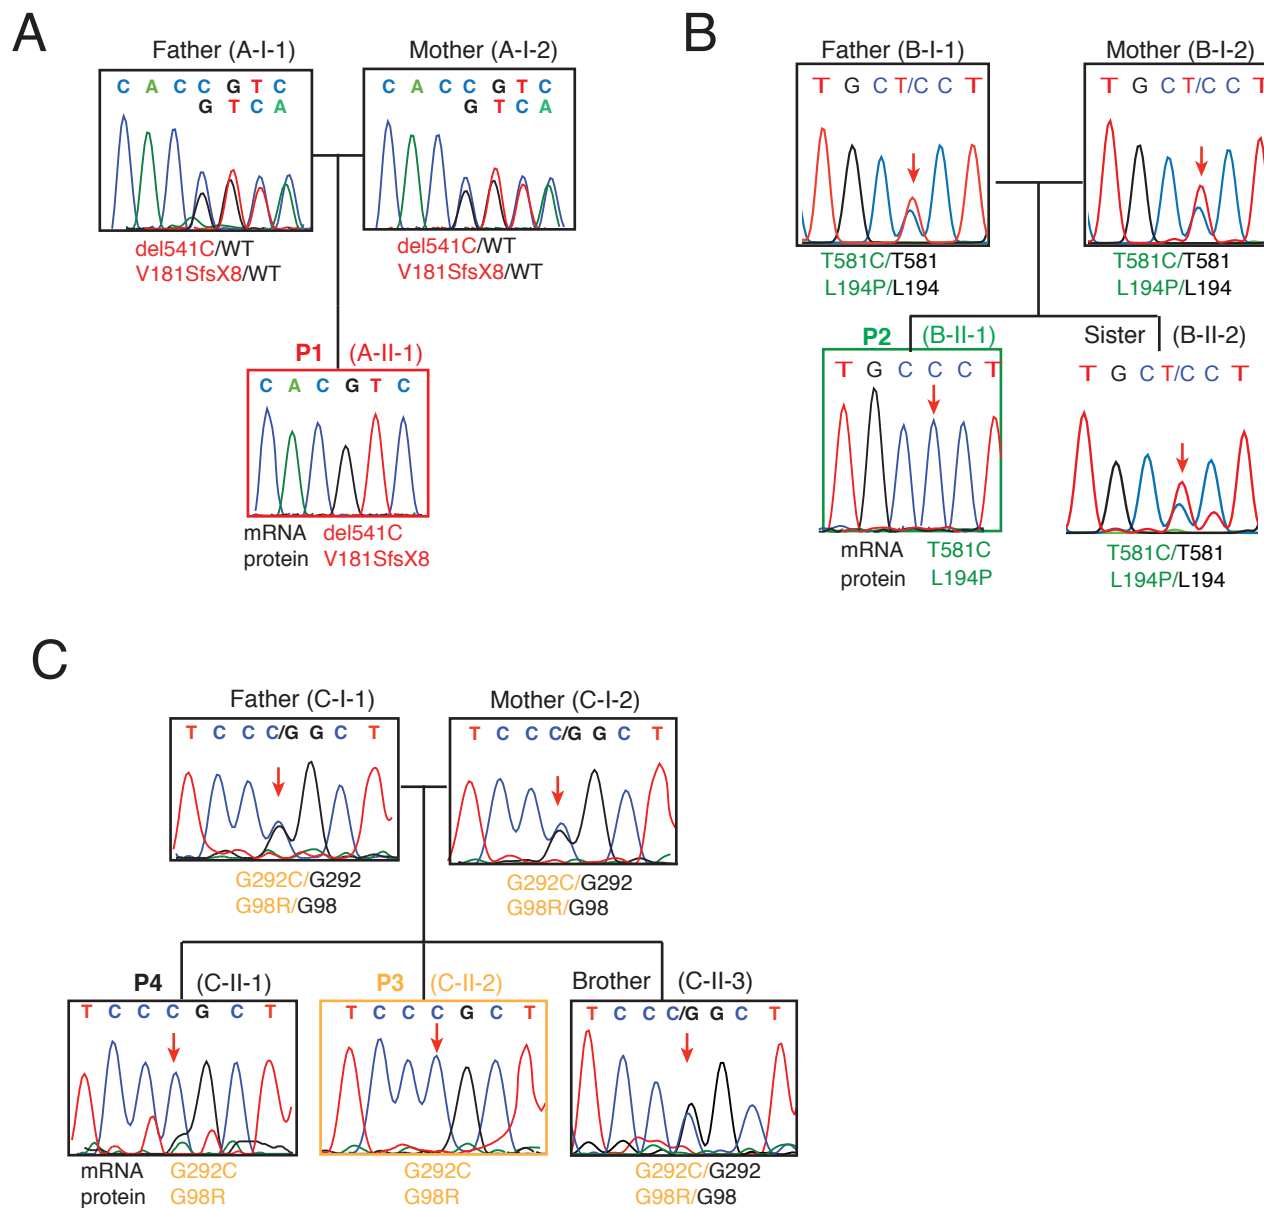 A
Father (A-I-1)
Mother (A-I-2)
C A C C G T C
G T C A
C A C C G T C
G T C A
del541C/WT
V181SfsX8/WT
del541C/WT
V181SfsX8/WT
P1 (A-II-1)
C A C G T C
mRNA del541C
protein V181SfsX8
B
Father (B-I-1)
Mother (B-I-2)
T G C T/C C T
T G C T/C C T
T581C/T581
L194P/L194
T581C/T581
L194P/L194
P2 (B-II-1)
Sister (B-II-2)
T G C C C T
T G C T/C C T
mRNA T581C
protein L194P
T581C/T581
L194P/L194
C
Father (C-I-1)
Mother (C-I-2)
T C C C/G G C T
T C C C/G G C T
G292C/G292
G98R/G98
G292C/G292
G98R/G98
P4 (C-II-1)
P3 (C-II-2)
Brother (C-II-3)
T C C C G C T
T C C C G C T
T C C C/G G C T
mRNA G292C
protein G98R
G292C
G98R
G292C/G292
G98R/G98